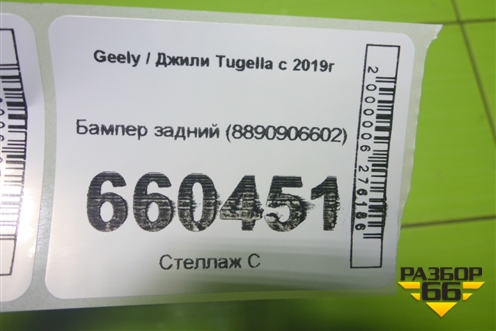 Geely / Джили Tugella с 2019г
Бампер задний (8890906602)
660451
Стеллаж С
2000006276186
РАЗБОР
66